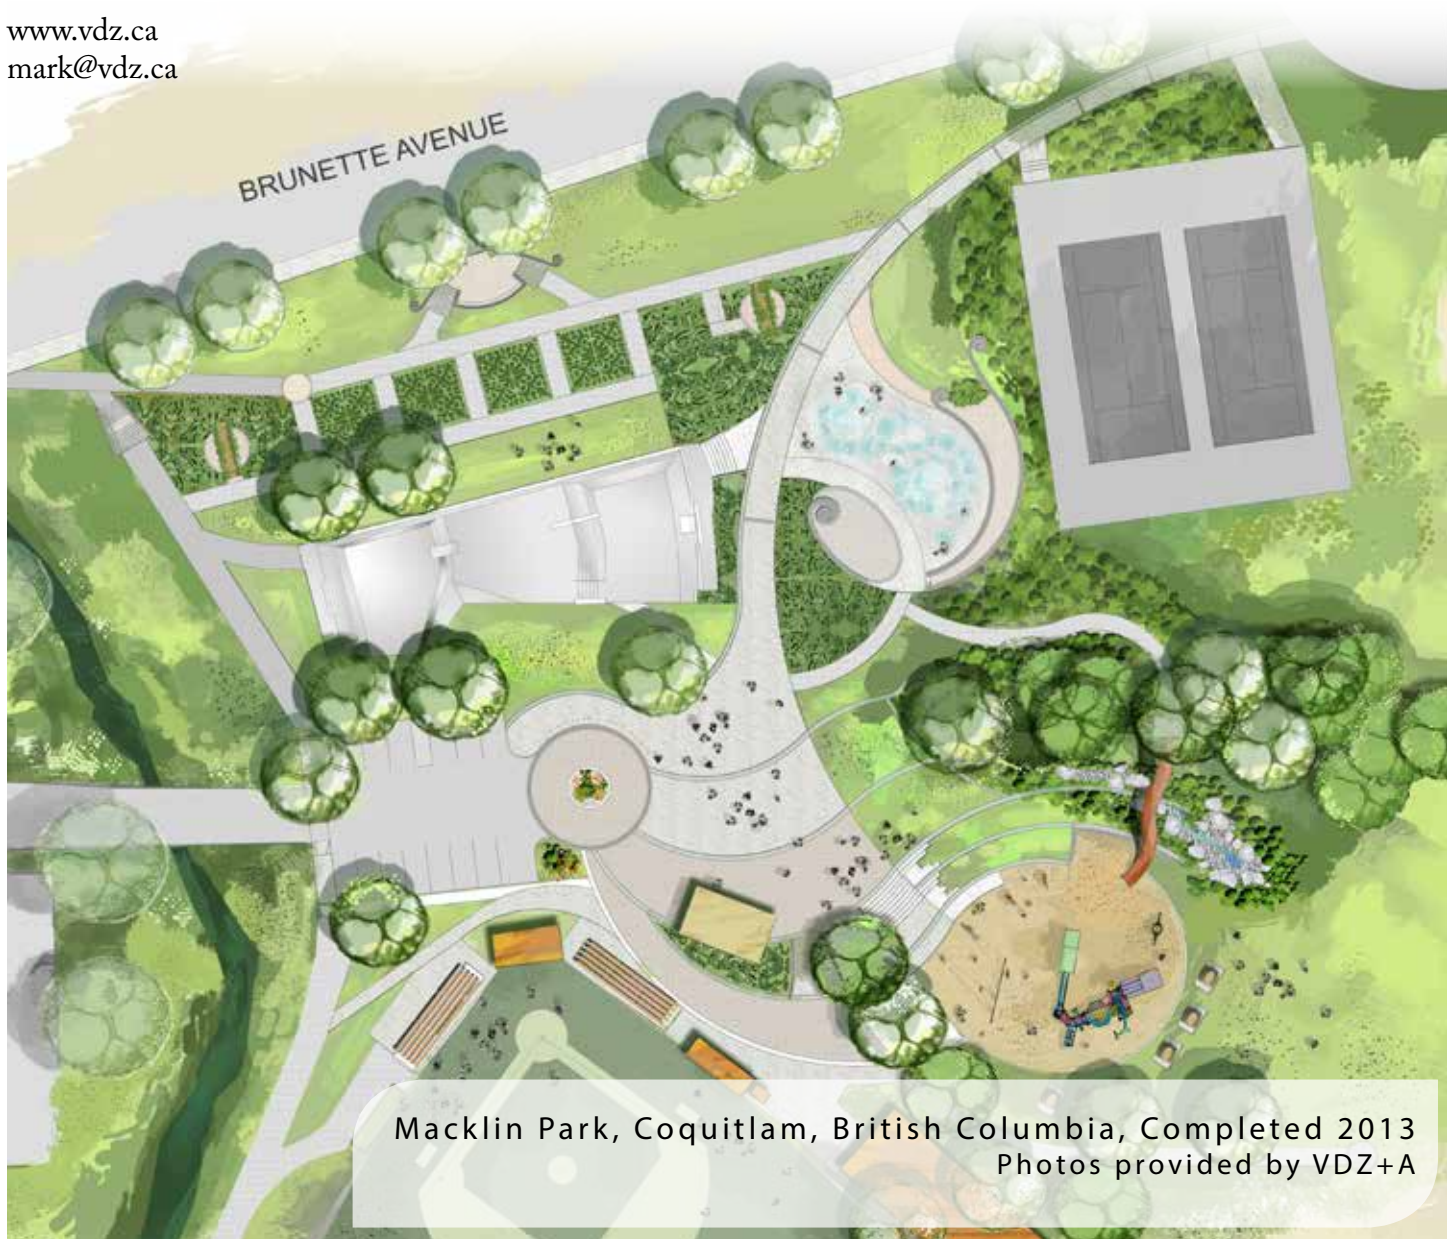 www.vdz.ca
mark@vdz.ca
BRUNETTE AVENUE
Macklin Park, Coquitlam, British Columbia, Completed 2013
Photos provided by VDZ+A